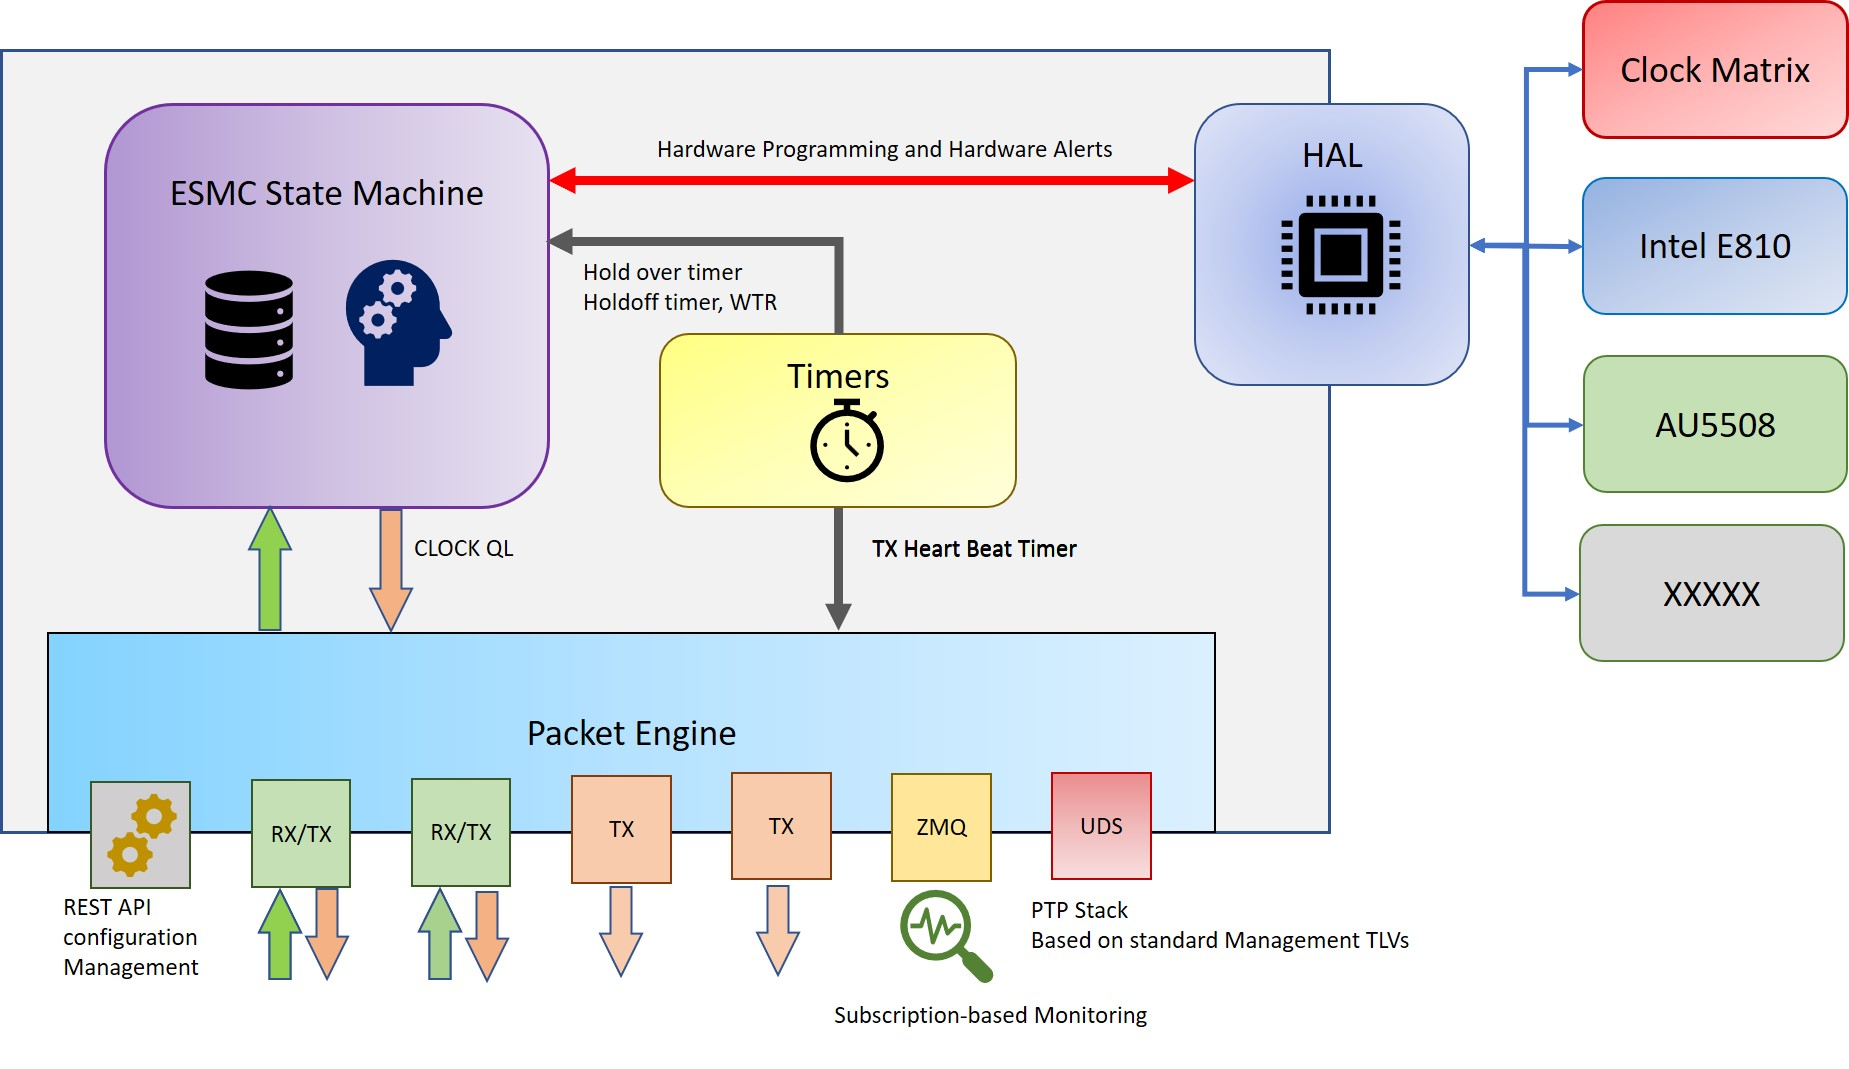 Clock Matrix
Hardware Programming and Hardware Alerts
HAL
ESMC State Machine
Intel E810
Hold over timer
Holdoff timer, WTR
Timers
AU5508
CLOCK QL
TX Heart Beat Timer
XXXXX
Packet Engine
RX/TX
RX/TX
TX
TX
ZMQ
UDS
REST API
configuration
Management
PTP Stack
Based on standard Management TLVs
Subscription-based Monitoring